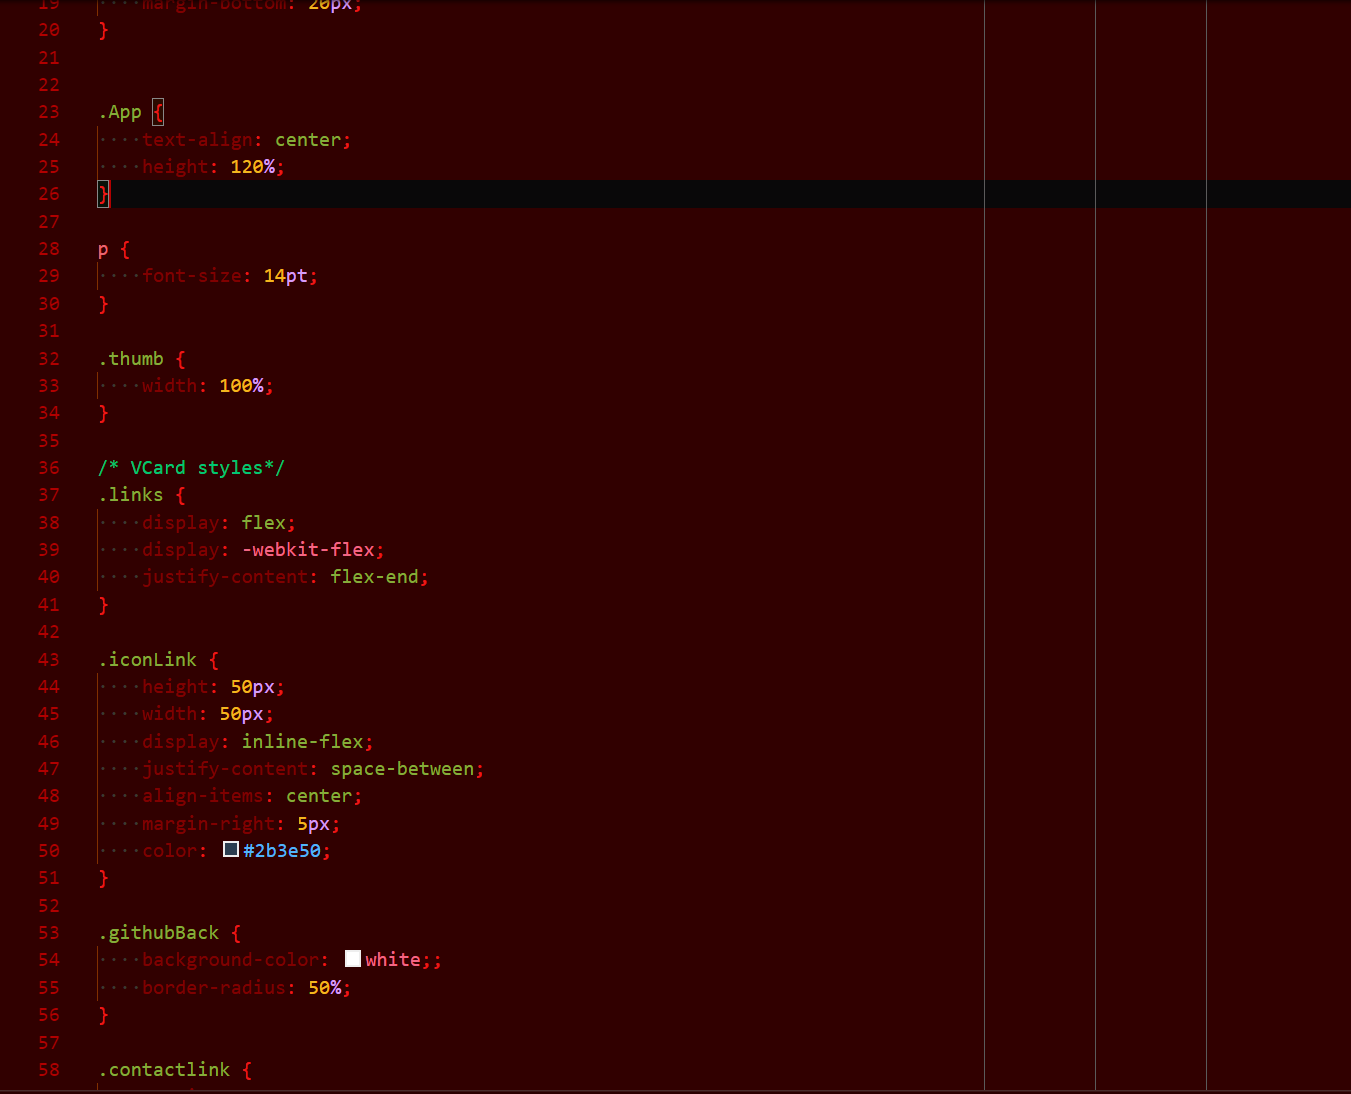 19     margin-bottom: 20px;
20 }
21
22
23 .App {
24 ····text-align: center;
25 ····height: 120%;
26 }
27
28 p {
29 ····font-size: 14pt;
30 }
31
32 .thumb {
33 ····width: 100%;
34 }
35
36 /* VCard styles*/
37 .links {
38 ····display: flex;
39 ····display: -webkit-flex;
40 ····justify-content: flex-end;
41 }
42
43 .iconLink {
44 ····height: 50px;
45 ····width: 50px;
46 ····display: inline-flex;
47 ····justify-content: space-between;
48 ····align-items: center;
49 ····margin-right: 5px;
50 ····color: #2b3e50;
51 }
52
53 .githubBack {
54 ····background-color: white;;
55 ····border-radius: 50%;
56 }
57
58 .contactlink {